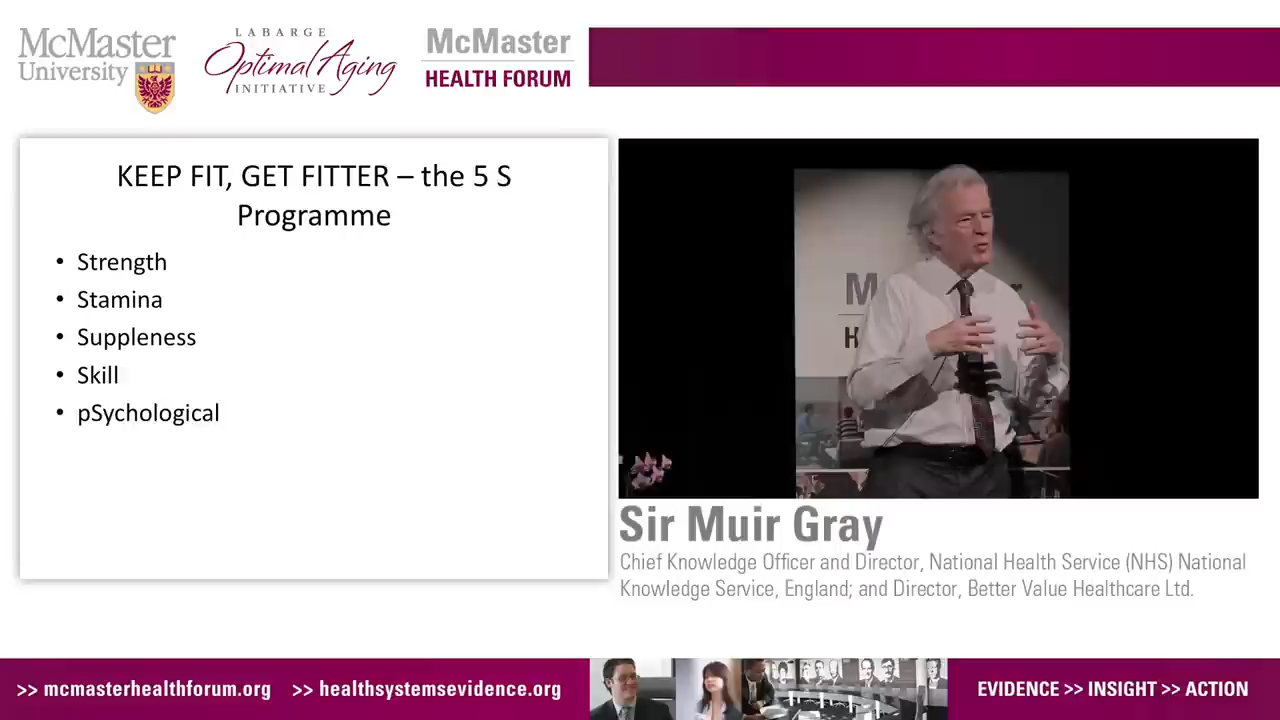 McMaster
University
LABARGE
Optimal Aging
INITIATIVE
McMaster
HEALTH FORUM
KEEP FIT, GET FITTER – the 5 S
Programme
• Strength
• Stamina
• Suppleness
• Skill
• pSychological
Sir Muir Gray
Chief Knowledge Officer and Director, National Health Service (NHS) National
Knowledge Service, England; and Director, Better Value Healthcare Ltd.
>> mcmasterhealthforum.org >> healthsystemsevidence.org
EVIDENCE >> INSIGHT >> ACTION